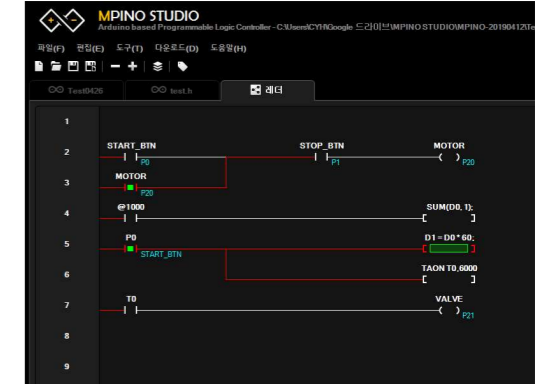 MPINO STUDIO
Arduino based Programmable Logic Controller - C:\Users\CYH\Google 드라이브\MPINO STUDIO\MPINO-20190412\Te
파일(F) 편집(E) 도구(T) 다운로드(D) 도움말(H)
Test0426 test.h 래더
1
2 START_BTN P0 STOP_BTN P1 MOTOR P20
3 MOTOR P20
4 @1000 SUM(D0, 1);
5 P0 START_BTN D1 = D0 * 60;
6 TAON T0,6000
7 T0 VALVE P21
8
9